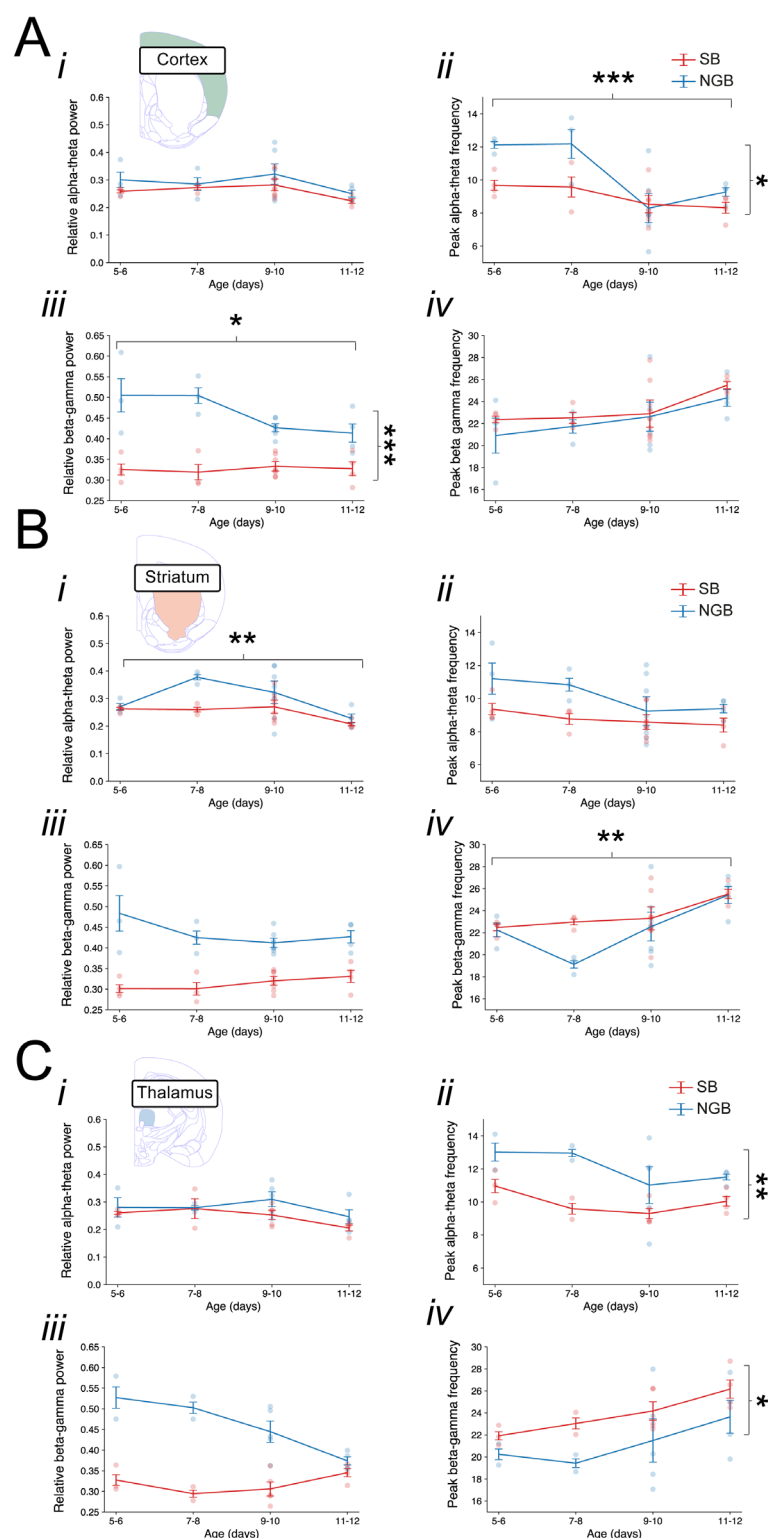 A
i
Cortex
Relative alpha-theta power
0.6
0.5
0.4
0.3
0.2
0.1
0.0
5-6 7-8 9-10 11-12
Age (days)
ii
SB
NGB
***
*
Peak alpha-theta frequency
14
12
10
8
6
5-6 7-8 9-10 11-12
Age (days)
iii
*
***
Relative beta-gamma power
0.65
0.60
0.55
0.50
0.45
0.40
0.35
0.30
0.25
5-6 7-8 9-10 11-12
Age (days)
iv
Peak beta gamma frequency
30
28
26
24
22
20
18
16
5-6 7-8 9-10 11-12
Age (days)
B
i
Striatum
**
Relative alpha-theta power
0.6
0.5
0.4
0.3
0.2
0.1
0.0
5-6 7-8 9-10 11-12
Age (days)
ii
SB
NGB
Peak alpha-theta frequency
14
12
10
8
6
5-6 7-8 9-10 11-12
Age (days)
iii
Relative beta-gamma power
0.65
0.60
0.55
0.50
0.45
0.40
0.35
0.30
0.25
5-6 7-8 9-10 11-12
Age (days)
iv
**
Peak beta-gamma frequency
30
28
26
24
22
20
18
16
5-6 7-8 9-10 11-12
Age (days)
C
i
Thalamus
Relative alpha-theta power
0.6
0.5
0.4
0.3
0.2
0.1
0.0
5-6 7-8 9-10 11-12
Age (days)
ii
SB
NGB
**
Peak alpha-theta frequency
16
14
12
10
8
6
5-6 7-8 9-10 11-12
Age (days)
iii
Relative beta-gamma power
0.65
0.60
0.55
0.50
0.45
0.40
0.35
0.30
0.25
5-6 7-8 9-10 11-12
Age (days)
iv
*
Peak beta-gamma frequency
30
28
26
24
22
20
18
16
5-6 7-8 9-10 11-12
Age (days)